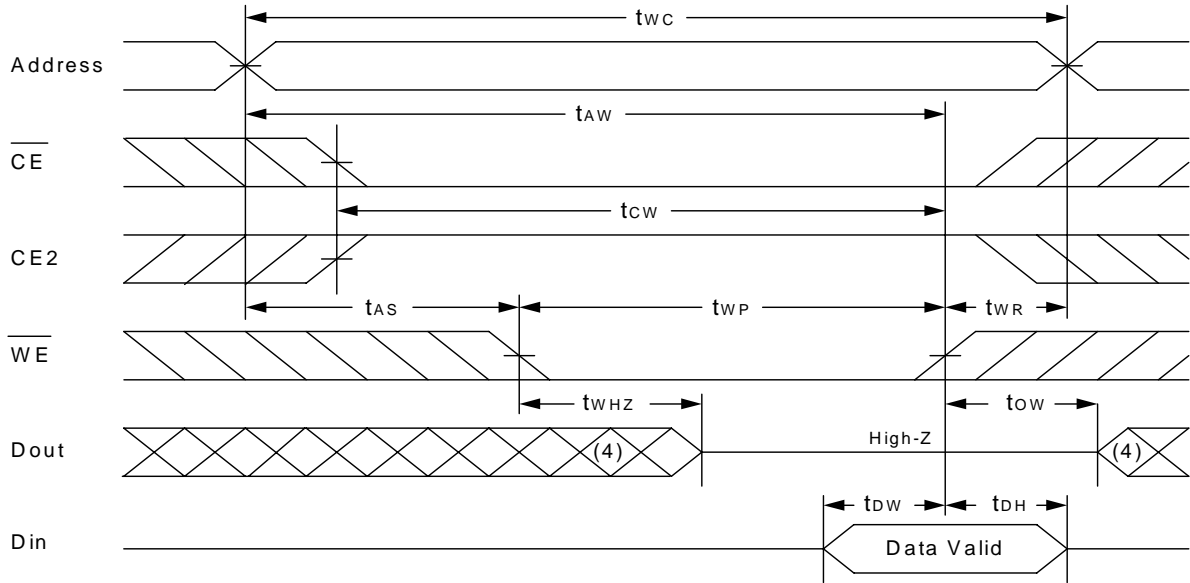 tWC
Address
tAW
CE
tCW
CE2
tAS tWP tWR
WE
tWHZ tOW
Dout (4) High-Z (4)
tDW tDH
Din Data Valid